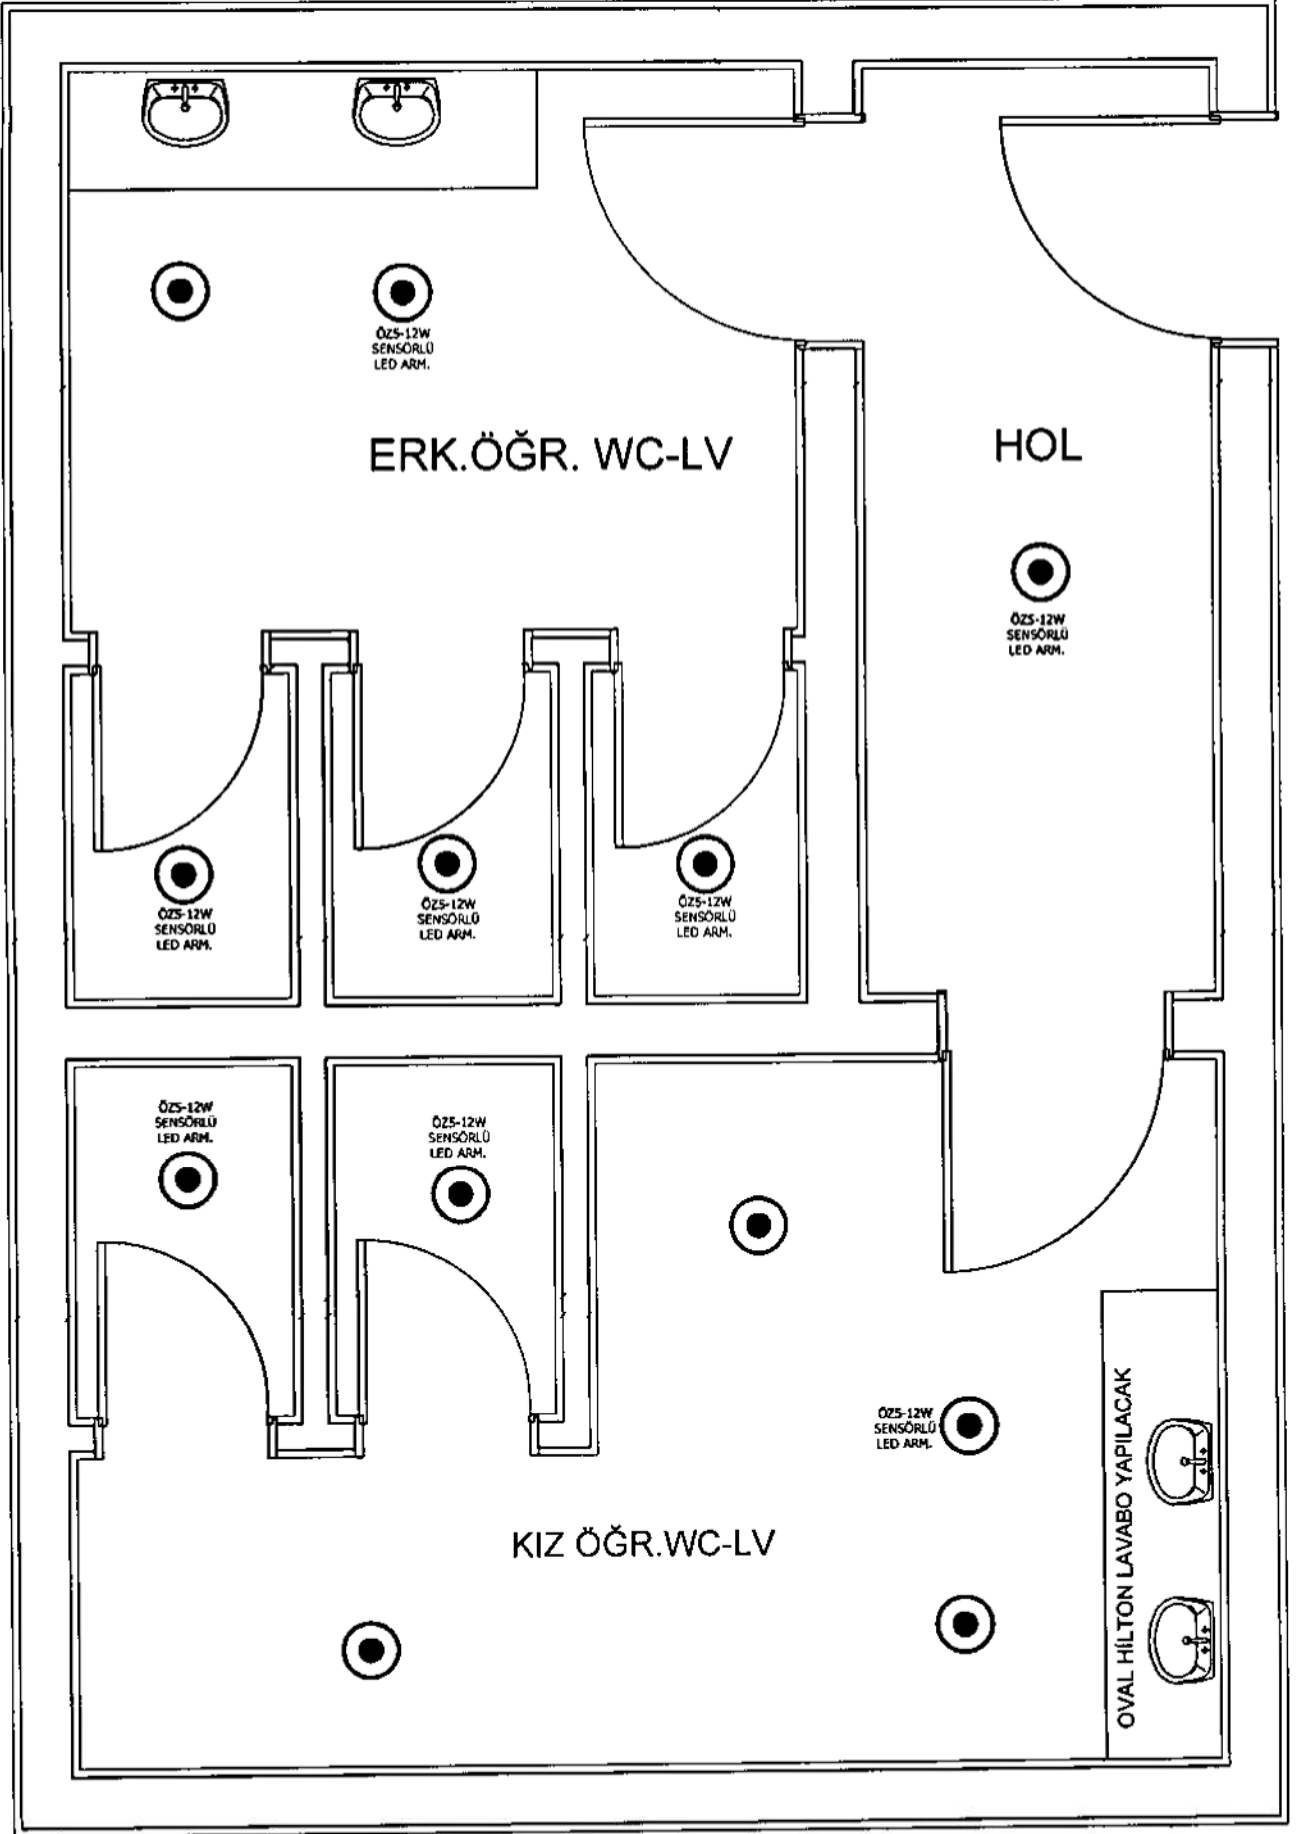 ÖZS-12W
SENSÖRLÜ
LED ARM.
ERK.ÖĞR. WC-LV
HOL
ÖZS-12W
SENSÖRLÜ
LED ARM.
ÖZS-12W
SENSÖRLÜ
LED ARM.
ÖZS-12W
SENSÖRLÜ
LED ARM.
ÖZS-12W
SENSÖRLÜ
LED ARM.
ÖZS-12W
SENSÖRLÜ
LED ARM.
ÖZS-12W
SENSÖRLÜ
LED ARM.
ÖZS-12W
SENSÖRLÜ
LED ARM.
OVAL HİLTON LAVABO YAPILACAK
KIZ ÖĞR.WC-LV